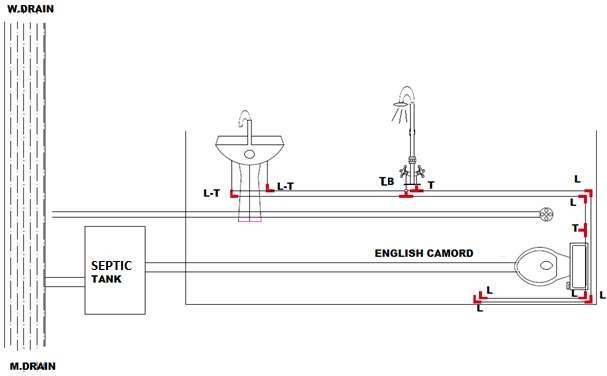 W.DRAIN
L-T
L-T
T.B
T
L
L
T
SEPTIC
TANK
ENGLISH CAMORD
L
L
L
L
M.DRAIN